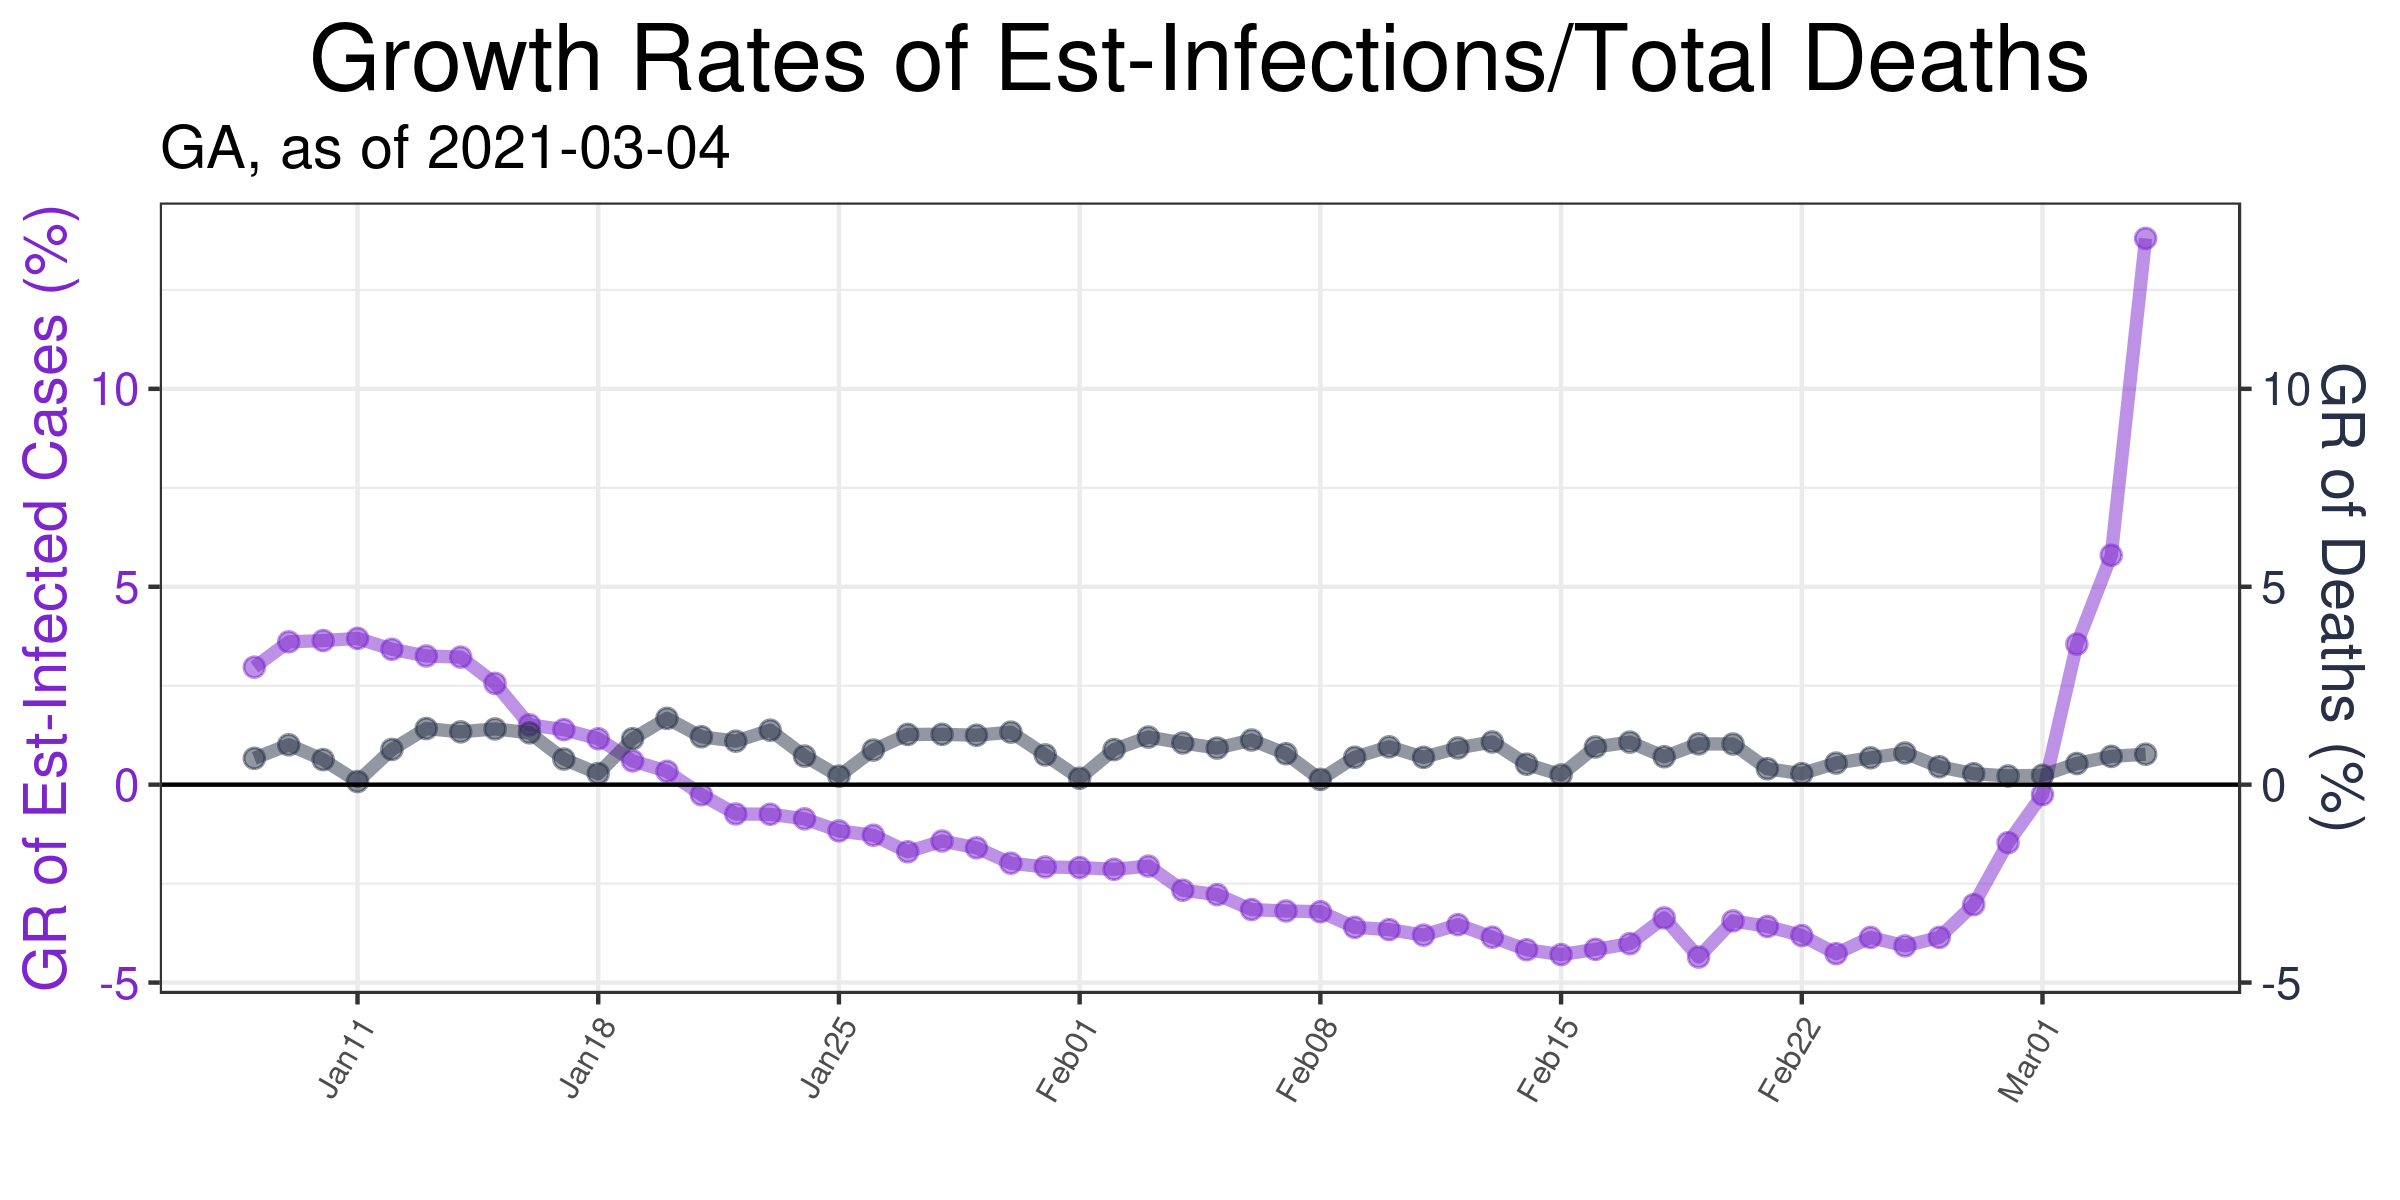 Growth Rates of Est-Infections/Total Deaths
GA, as of 2021-03-04
GR of Est-Infected Cases (%)
10
5
0
-5
10
5
0
-5
GR of Deaths (%)
Jan11
Jan18
Jan25
Feb01
Feb08
Feb15
Feb22
Mar01